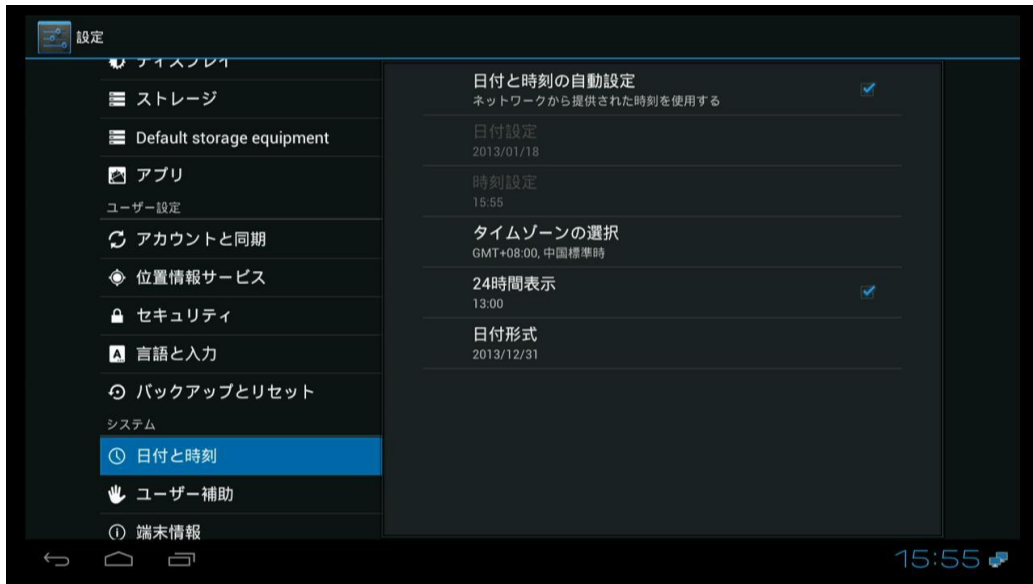 設定
ディスプレイ
ストレージ
Default storage equipment
アプリ
ユーザー設定
アカウントと同期
位置情報サービス
セキュリティ
言語と入力
バックアップとリセット
システム
日付と時刻
ユーザー補助
端末情報
日付と時刻の自動設定
ネットワークから提供された時刻を使用する
日付設定
2013/01/18
時刻設定
15:55
タイムゾーンの選択
GMT+08:00, 中国標準時
24時間表示
13:00
日付形式
2013/12/31
15:55